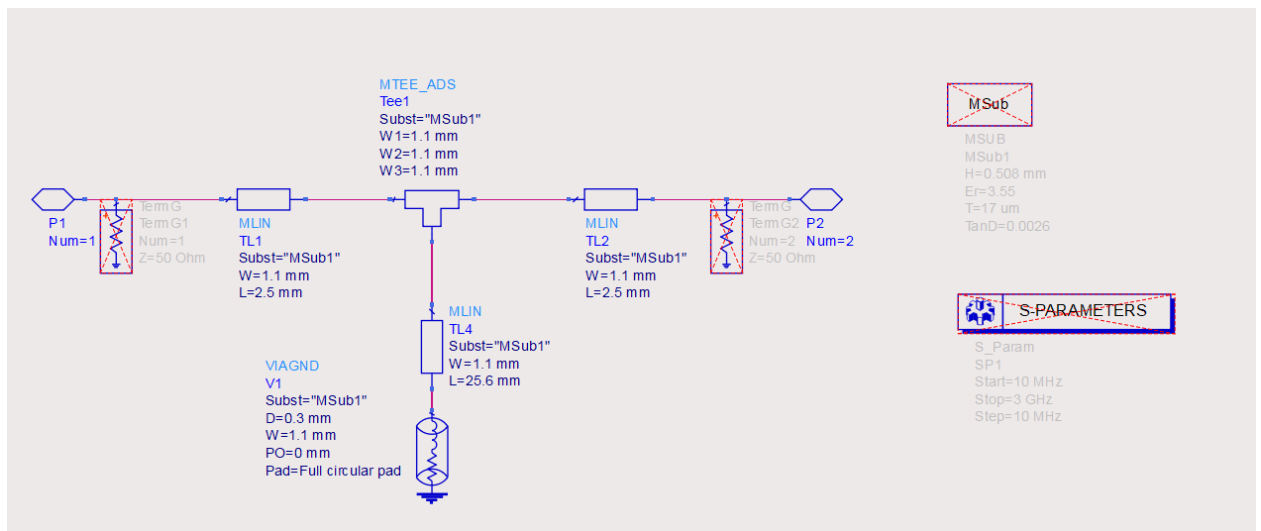 MTEE_ADS
Tee1
Subst="MSub1"
W1=1.1 mm
W2=1.1 mm
W3=1.1 mm
P1
Num=1
TermG
TermG1
Num=1
Z=50 Ohm
MLIN
TL1
Subst="MSub1"
W=1.1 mm
L=2.5 mm
MLIN
TL2
Subst="MSub1"
W=1.1 mm
L=2.5 mm
TermG
TermG2
Num=2
Z=50 Ohm
P2
Num=2
MLIN
TL4
Subst="MSub1"
W=1.1 mm
L=25.6 mm
VIAGND
V1
Subst="MSub1"
D=0.3 mm
W=1.1 mm
PO=0 mm
Pad=Full circular pad
MSub
MSUB
MSub1
H=0.508 mm
Er=3.55
T=17 um
TanD=0.0026
S-PARAMETERS
S_Param
SP1
Start=10 MHz
Stop=3 GHz
Step=10 MHz